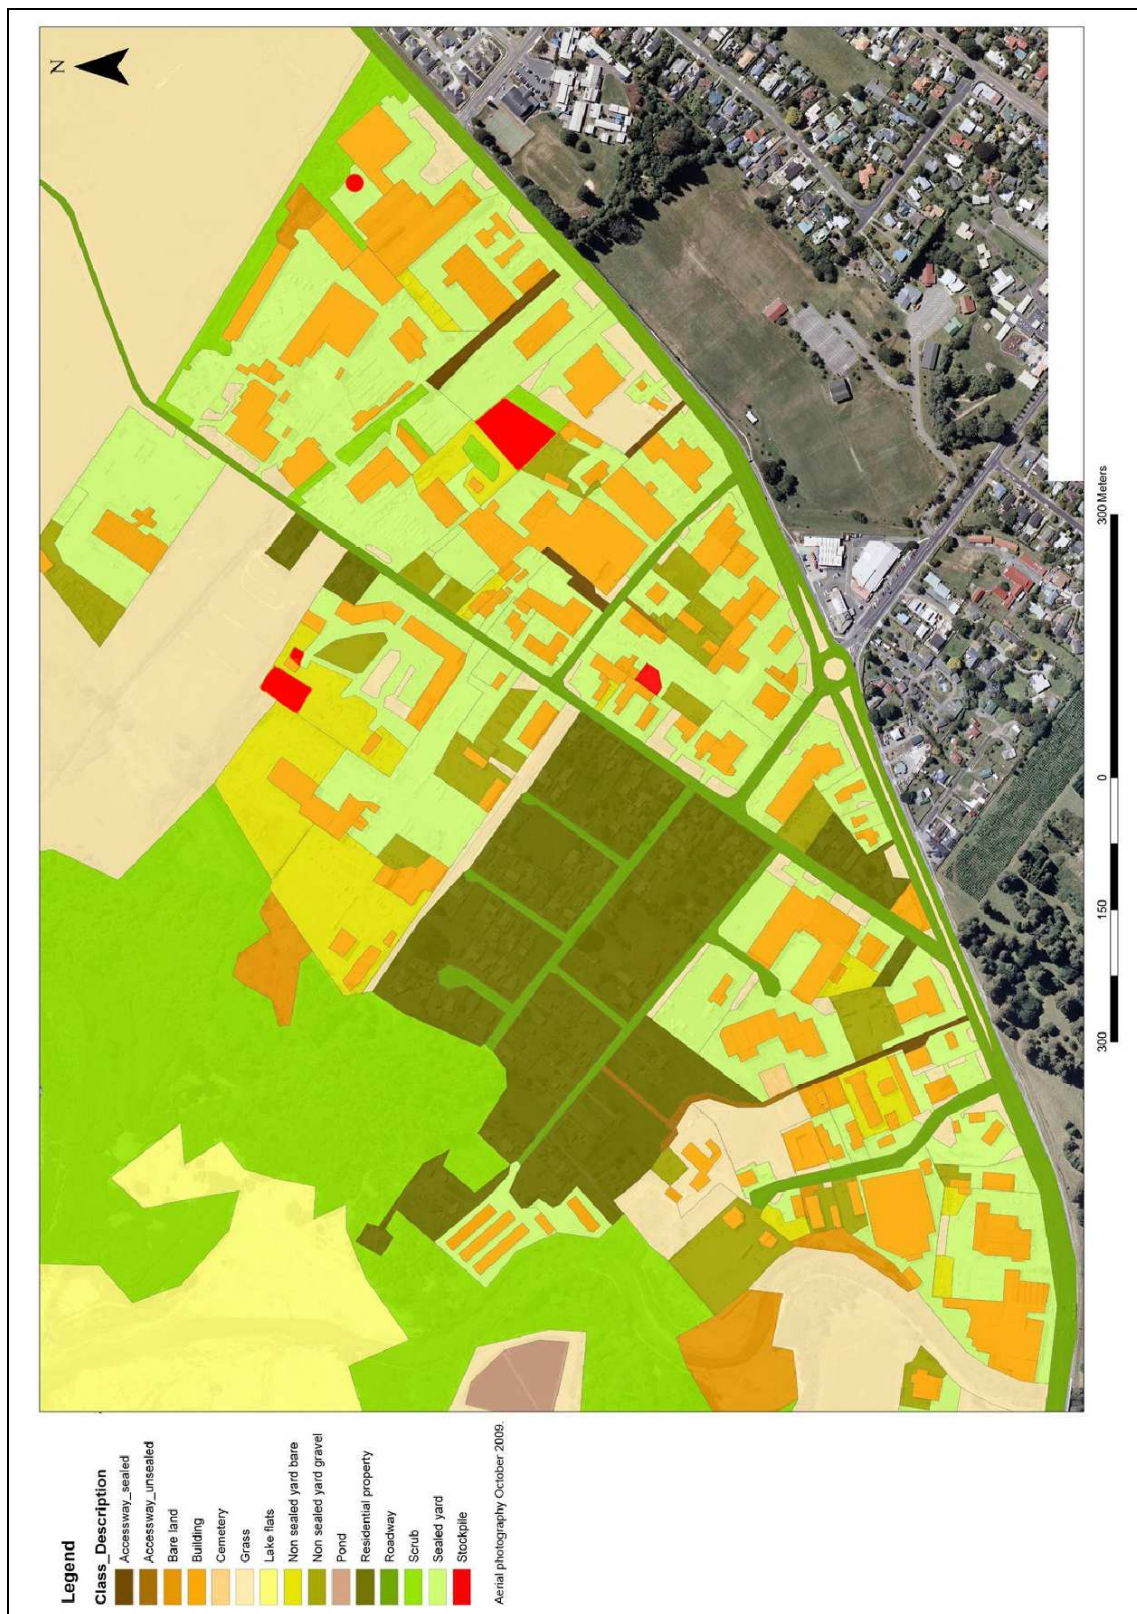 N
300 Meters
0
150
300
Legend
Class_Description
Accessway_sealed
Accessway_unsealed
Bare land
Building
Cemetery
Grass
Lake flats
Non sealed yard bare
Non sealed yard gravel
Pond
Residential property
Roadway
Scrub
Sealed yard
Stockpile
Aerial photography October 2009.